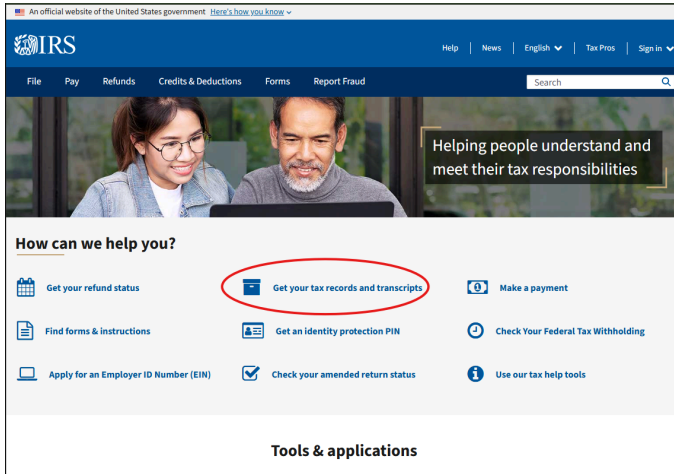 An official website of the United States government Here's how you know
IRS
Help News English Tax Pros Sign in
File Pay Refunds Credits & Deductions Forms Report Fraud Search
Helping people understand and
meet their tax responsibilities
How can we help you?
Get your refund status Get your tax records and transcripts Make a payment
Find forms & instructions Get an identity protection PIN Check Your Federal Tax Withholding
Apply for an Employer ID Number (EIN) Check your amended return status Use our tax help tools
Tools & applications